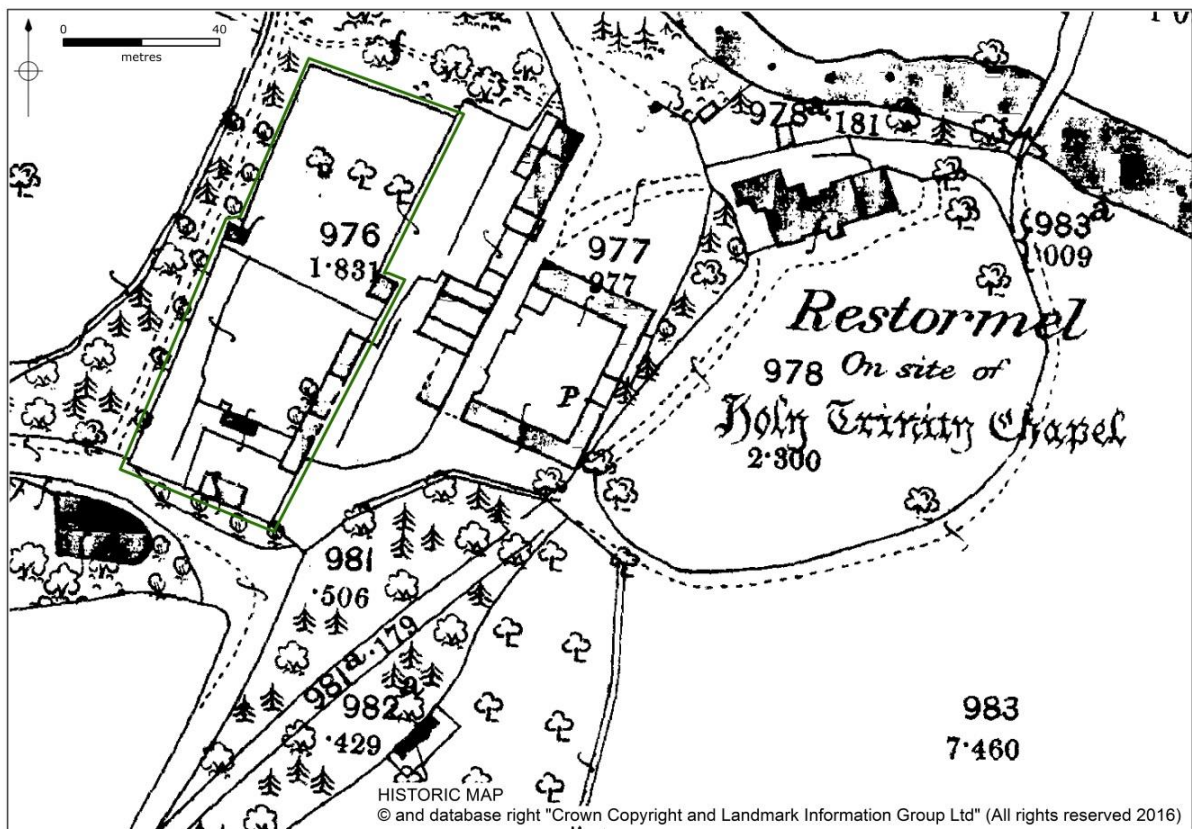 0 40
metres
978a
·181
976
1·831
977
·977
983a
·009
Restormel
978 On site of
Holy Trinity Chapel
2·300
P
981
·506
981a·179
982a
·429
983
7·460
HISTORIC MAP
© and database right "Crown Copyright and Landmark Information Group Ltd" (All rights reserved 2016)